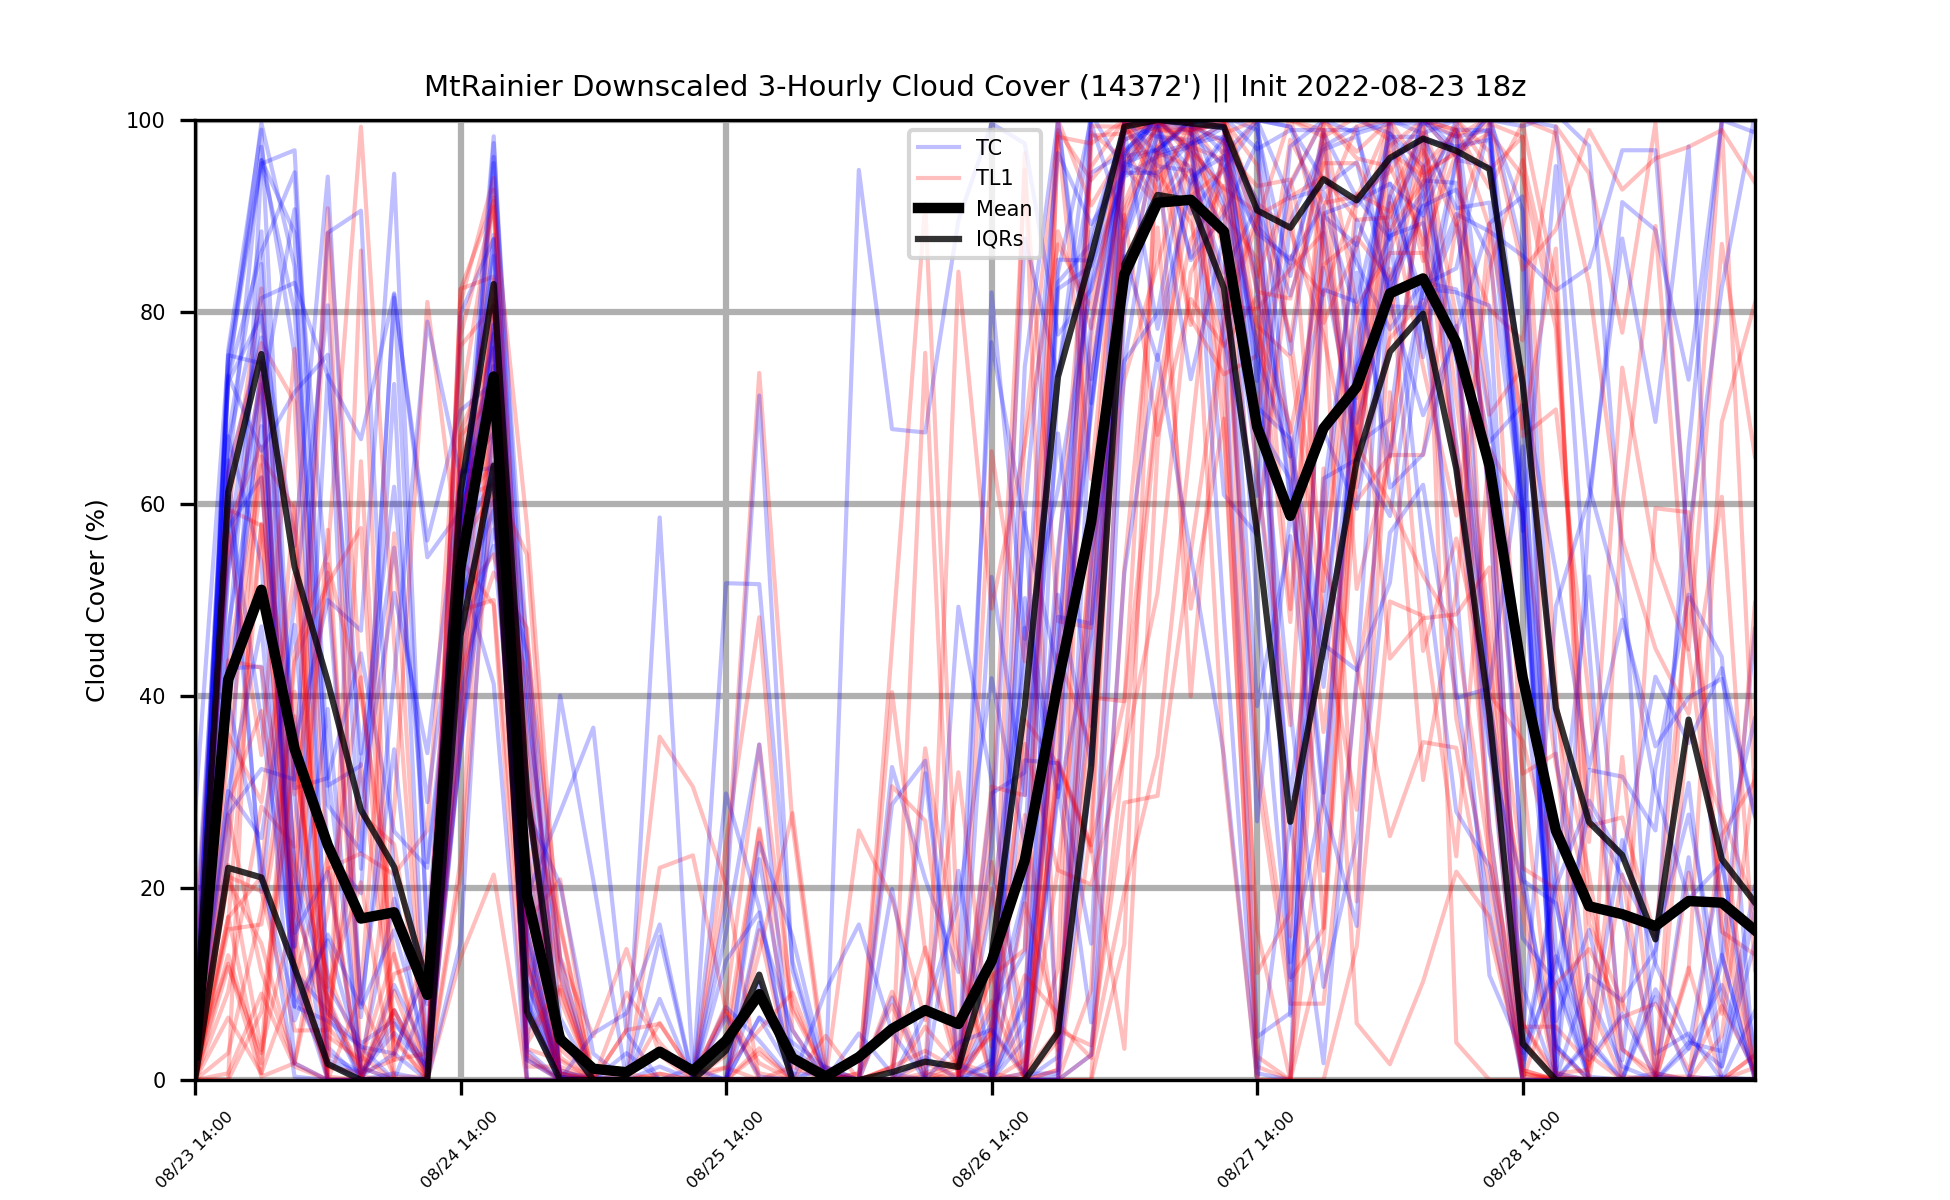 MtRainier Downscaled 3-Hourly Cloud Cover (14372') || Init 2022-08-23 18z
Cloud Cover (%)
100
80
60
40
20
0
TC
TL1
Mean
IQRs
08/23 14:00
08/24 14:00
08/25 14:00
08/26 14:00
08/27 14:00
08/28 14:00